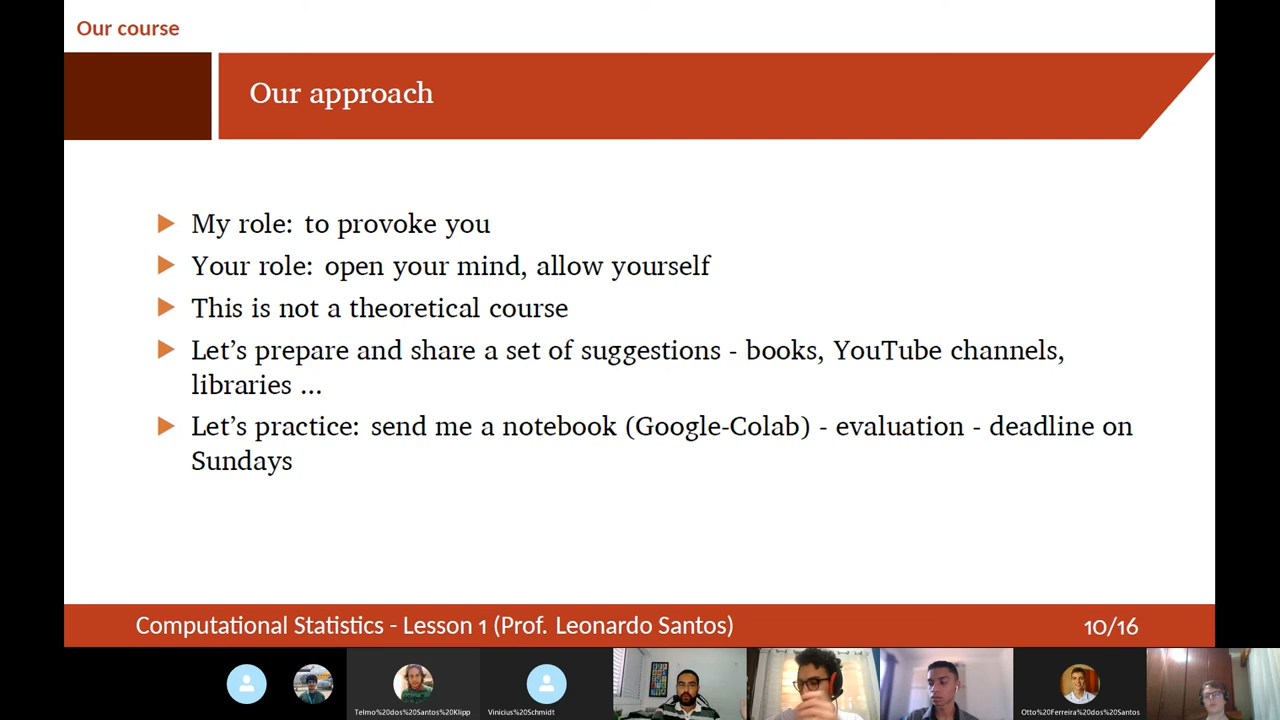 Our course
Our approach
My role: to provoke you
Your role: open your mind, allow yourself
This is not a theoretical course
Let's prepare and share a set of suggestions - books, YouTube channels,
libraries ...
Let's practice: send me a notebook (Google-Colab) - evaluation - deadline on
Sundays
Computational Statistics - Lesson 1 (Prof. Leonardo Santos)
10/16
Telmo%20dos%20Santos%20Klipp
Vinicius%20Schmidt
Otto%20Ferreira%20dos%20Santos